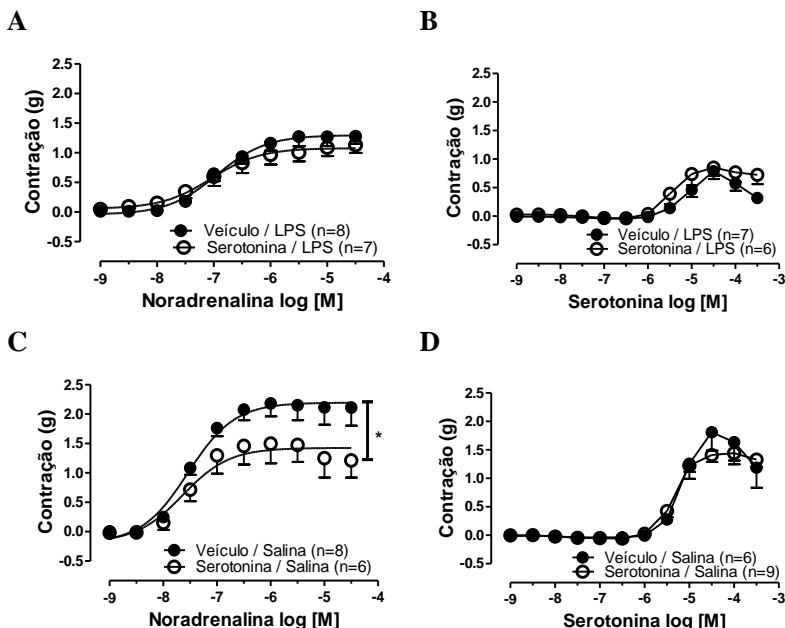 A
Contração (g)
2.5
2.0
1.5
1.0
0.5
0.0
-0.5
Veículo / LPS (n=8)
Serotonina / LPS (n=7)
-9 -8 -7 -6 -5 -4
Noradrenalina log [M]
B
Contração (g)
2.5
2.0
1.5
1.0
0.5
0.0
-0.5
Veículo / LPS (n=7)
Serotonina / LPS (n=6)
-9 -8 -7 -6 -5 -4 -3
Serotonina log [M]
C
Contração (g)
2.5
2.0
1.5
1.0
0.5
0.0
-0.5
*
Veículo / Salina (n=8)
Serotonina / Salina (n=6)
-9 -8 -7 -6 -5 -4
Noradrenalina log [M]
D
Contração (g)
2.5
2.0
1.5
1.0
0.5
0.0
-0.5
Veículo / Salina (n=6)
Serotonina / Salina (n=9)
-9 -8 -7 -6 -5 -4 -3
Serotonina log [M]